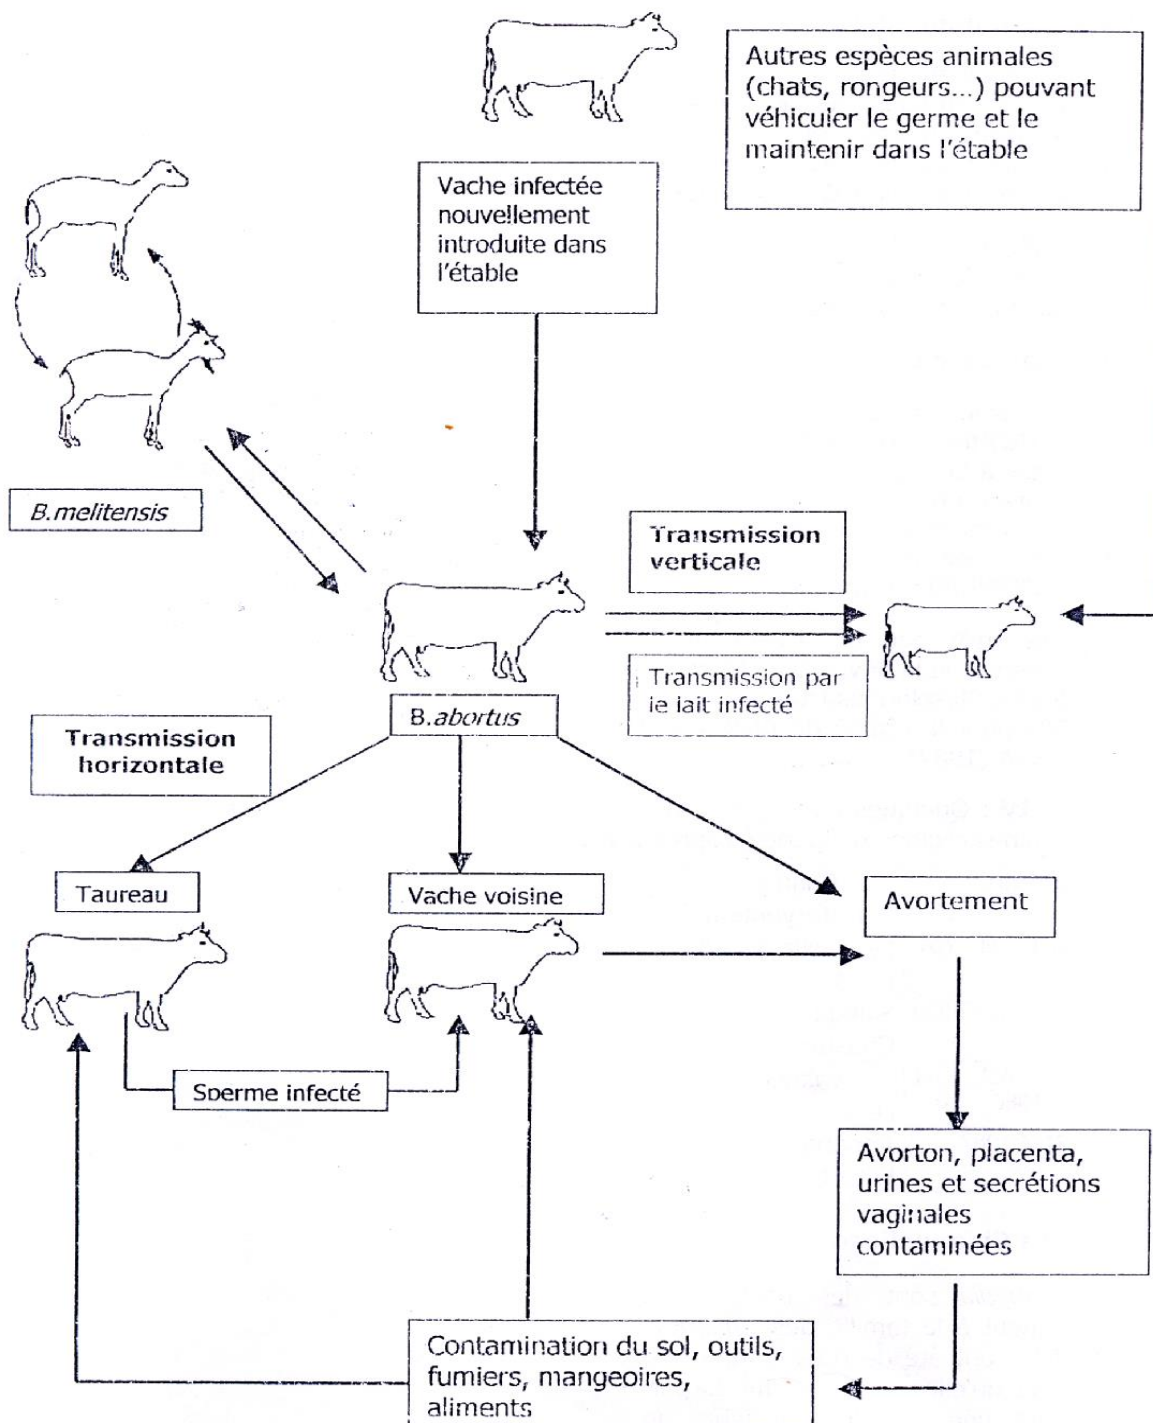 Autres espèces animales
(chats, rongeurs...) pouvant
véhiculer le germe et le
maintenir dans l'étable
Vache infectée
nouvellement
introduite dans
l'étable
B.melitensis
Transmission
verticale
Transmission par
le lait infecté
B.abortus
Transmission
horizontale
Taureau
Vache voisine
Avortement
Sperme infecté
Avorton, placenta,
urines et secrétions
vaginales
contaminées
Contamination du sol, outils,
fumiers, mangeoires,
aliments